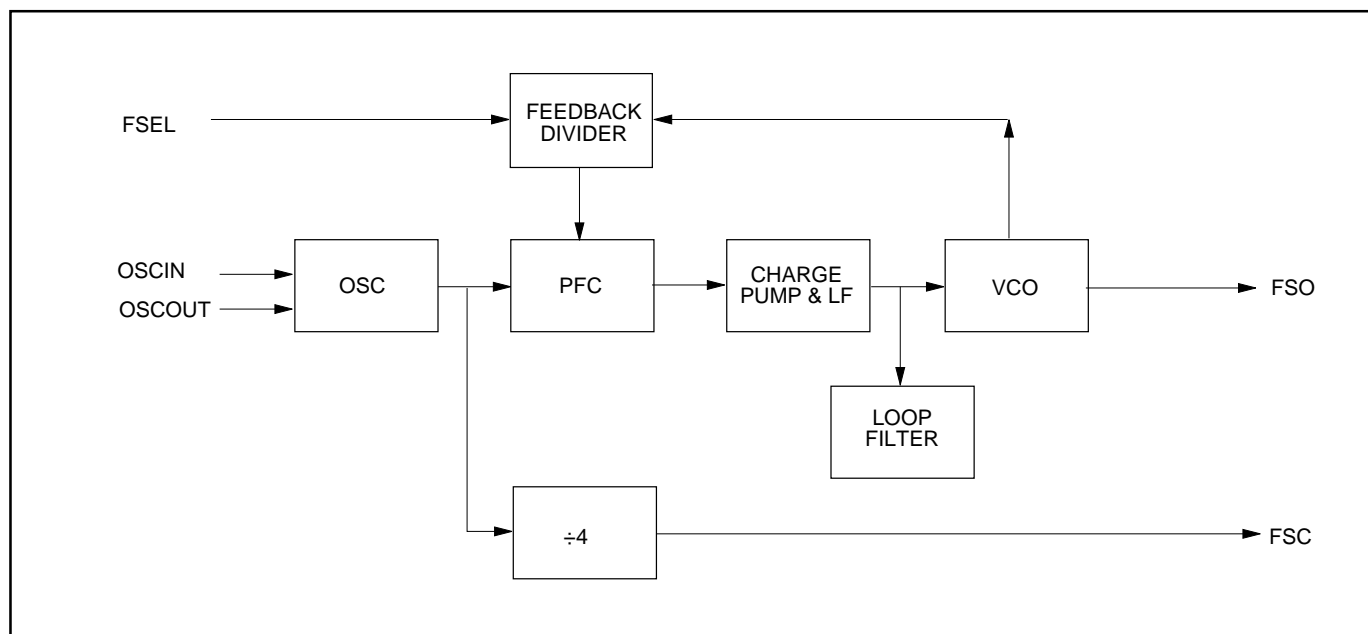 FEEDBACK
DIVIDER
FSEL
OSCIN
OSCOUT
OSC
PFC
CHARGE
PUMP & LF
VCO
FSO
LOOP
FILTER
÷4
FSC